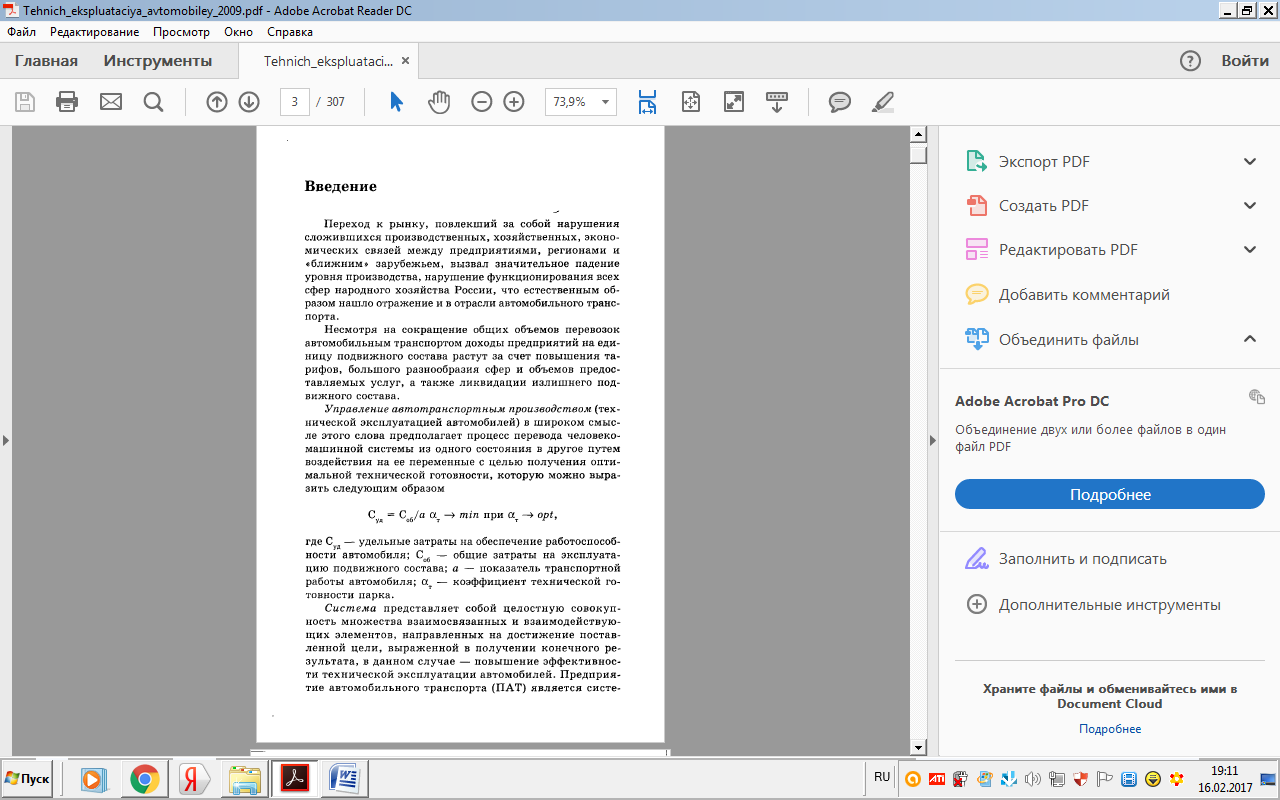 Tehnich_ekspluataciya_avtomobiley_2009.pdf - Adobe Acrobat Reader DC
Файл Редактирование Просмотр Окно Справка
Главная Инструменты Tehnich_ekspluataci... × ? Войти
3 / 307 73,9%
Введение
Переход к рынку, повлекший за собой нарушения
сложившихся производственных, хозяйственных, эконо-
мических связей между предприятиями, регионами и
«ближним» зарубежьем, вызвал значительное падение
уровня производства, нарушение функционирования всех
сфер народного хозяйства России, что естественным об-
разом нашло отражение и в отрасли автомобильного транс-
порта.
Несмотря на сокращение общих объемов перевозок
автомобильным транспортом доходы предприятий на еди-
ницу подвижного состава растут за счет повышения та-
рифов, большого разнообразия сфер и объемов предос-
тавляемых услуг, а также ликвидации излишнего под-
вижного состава.
Управление автотранспортным производством (тех-
нической эксплуатацией автомобилей) в широком смыс-
ле этого слова предполагает процесс перевода человеко-
машинной системы из одного состояния в другое путем
воздействия на ее переменные с целью получения опти-
мальной технической готовности, которую можно выра-
зить следующим образом
Суд = Соб/a αт → min при αт → opt,
где Суд — удельные затраты на обеспечение работоспособ-
ности автомобиля; Соб — общие затраты на эксплуата-
цию подвижного состава; a — показатель транспортной
работы автомобиля; αт — коэффициент технической го-
товности парка.
Система представляет собой целостную совокуп-
ность множества взаимосвязанных и взаимодействую-
щих элементов, направленных на достижение постав-
ленной цели, выраженной в получении конечного ре-
зультата, в данном случае — повышение эффективнос-
ти технической эксплуатации автомобилей. Предприя-
тие автомобильного транспорта (ПАТ) является систе-
Экспорт PDF
Создать PDF
Редактировать PDF
Добавить комментарий
Объединить файлы
Adobe Acrobat Pro DC
Объединение двух или более файлов в один
файл PDF
Подробнее
Заполнить и подписать
Дополнительные инструменты
Храните файлы и обменивайтесь ими в
Document Cloud
Подробнее
Пуск RU ATI 19:11
16.02.2017